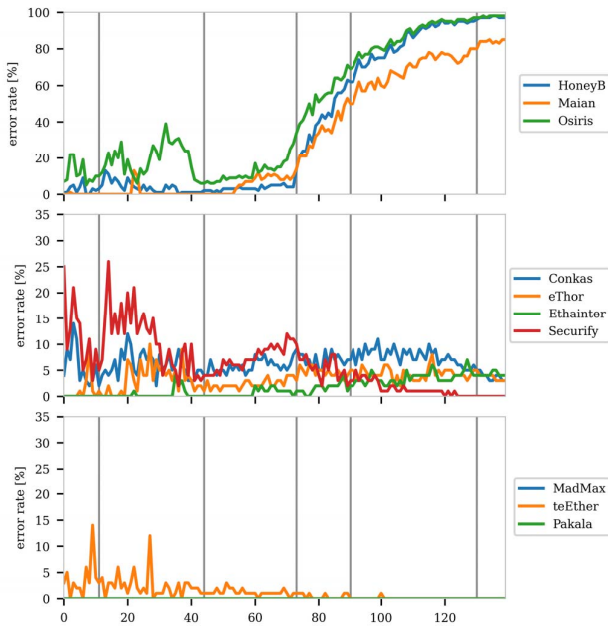 100
80
60
40
20
0
error rate [%]
HoneyB
Maian
Osiris
35
30
25
20
15
10
5
0
error rate [%]
Conkas
eThor
Ethainter
Securify
35
30
25
20
15
10
5
0
error rate [%]
MadMax
teEther
Pakala
0 20 40 60 80 100 120